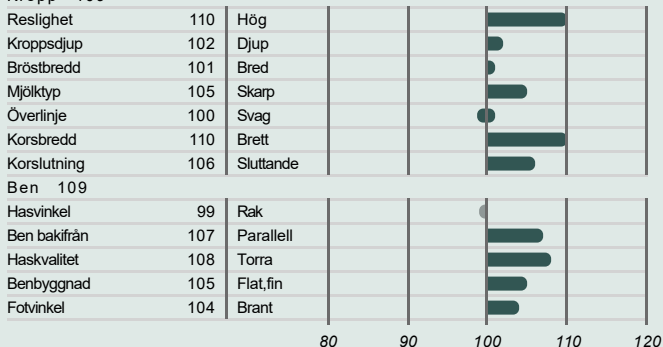 Reslighet 110 Hög
Kroppsdjup 102 Djup
Bröstbredd 101 Bred
Mjölktyp 105 Skarp
Överlinje 100 Svag
Korsbredd 110 Brett
Korslutning 106 Sluttande
Ben 109
Hasvinkel 99 Rak
Ben bakifrån 107 Parallell
Haskvalitet 108 Torra
Benbyggnad 105 Flat,fin
Fotvinkel 104 Brant
80 90 100 110 120